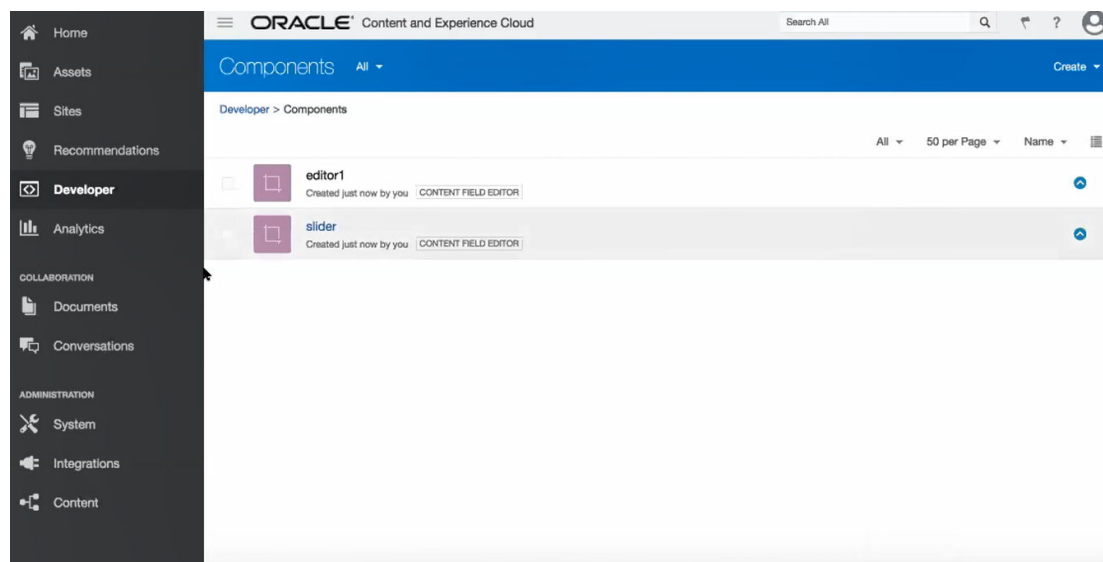 Home
Assets
Sites
Recommendations
Developer
Analytics
COLLABORATION
Documents
Conversations
ADMINISTRATION
System
Integrations
Content
ORACLE® Content and Experience Cloud
Search All
?
Components All
Create
Developer > Components
All 50 per Page Name
editor1
Created just now by you CONTENT FIELD EDITOR
slider
Created just now by you CONTENT FIELD EDITOR